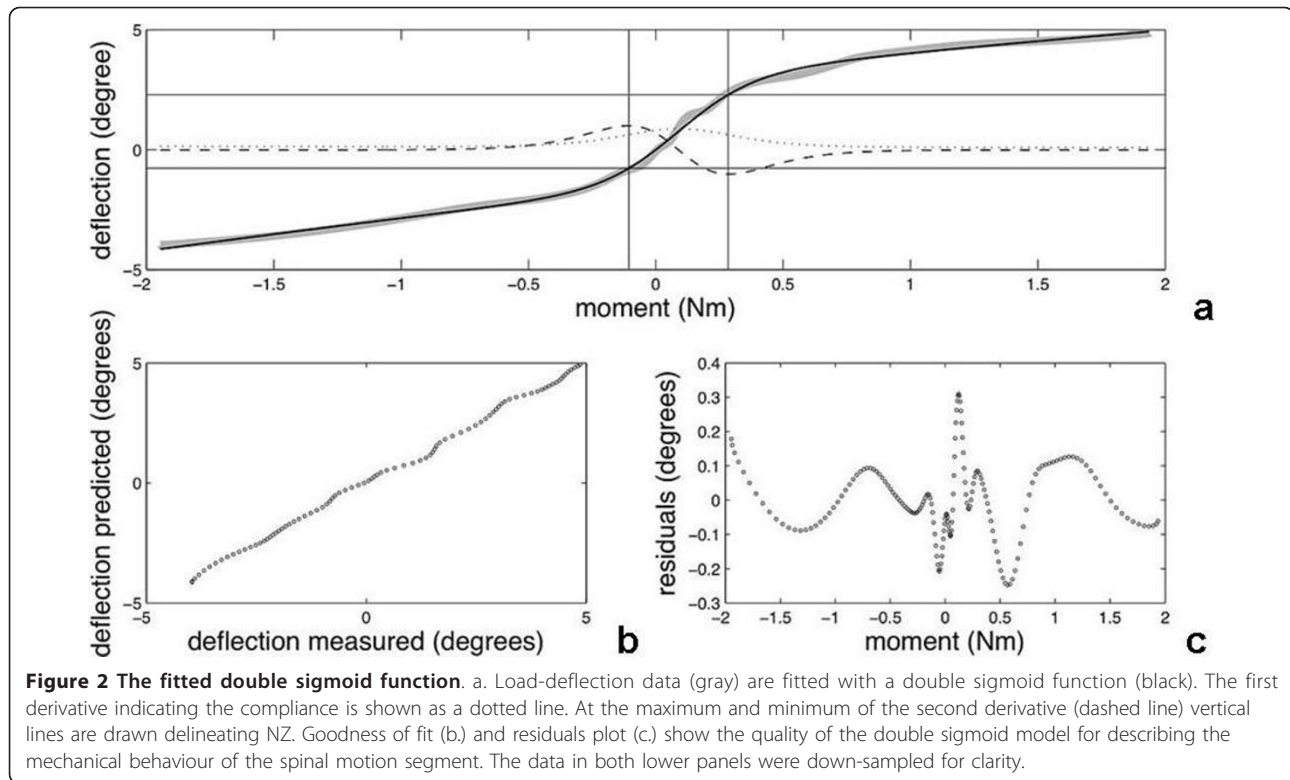 5
0
−5
deflection (degree)
−2
−1.5
−1
−0.5
0
0.5
1
1.5
2
moment (Nm)
a
5
0
−5
deflection predicted (degrees)
−5
0
5
deflection measured (degrees)
b
0.4
0.3
0.2
0.1
0
−0.1
−0.2
−0.3
residuals (degrees)
−2
−1.5
−1
−0.5
0
0.5
1
1.5
2
moment (Nm)
c
Figure 2 The fitted double sigmoid function. a. Load-deflection data (gray) are fitted with a double sigmoid function (black). The first
derivative indicating the compliance is shown as a dotted line. At the maximum and minimum of the second derivative (dashed line) vertical
lines are drawn delineating NZ. Goodness of fit (b.) and residuals plot (c.) show the quality of the double sigmoid model for describing the
mechanical behaviour of the spinal motion segment. The data in both lower panels were down-sampled for clarity.